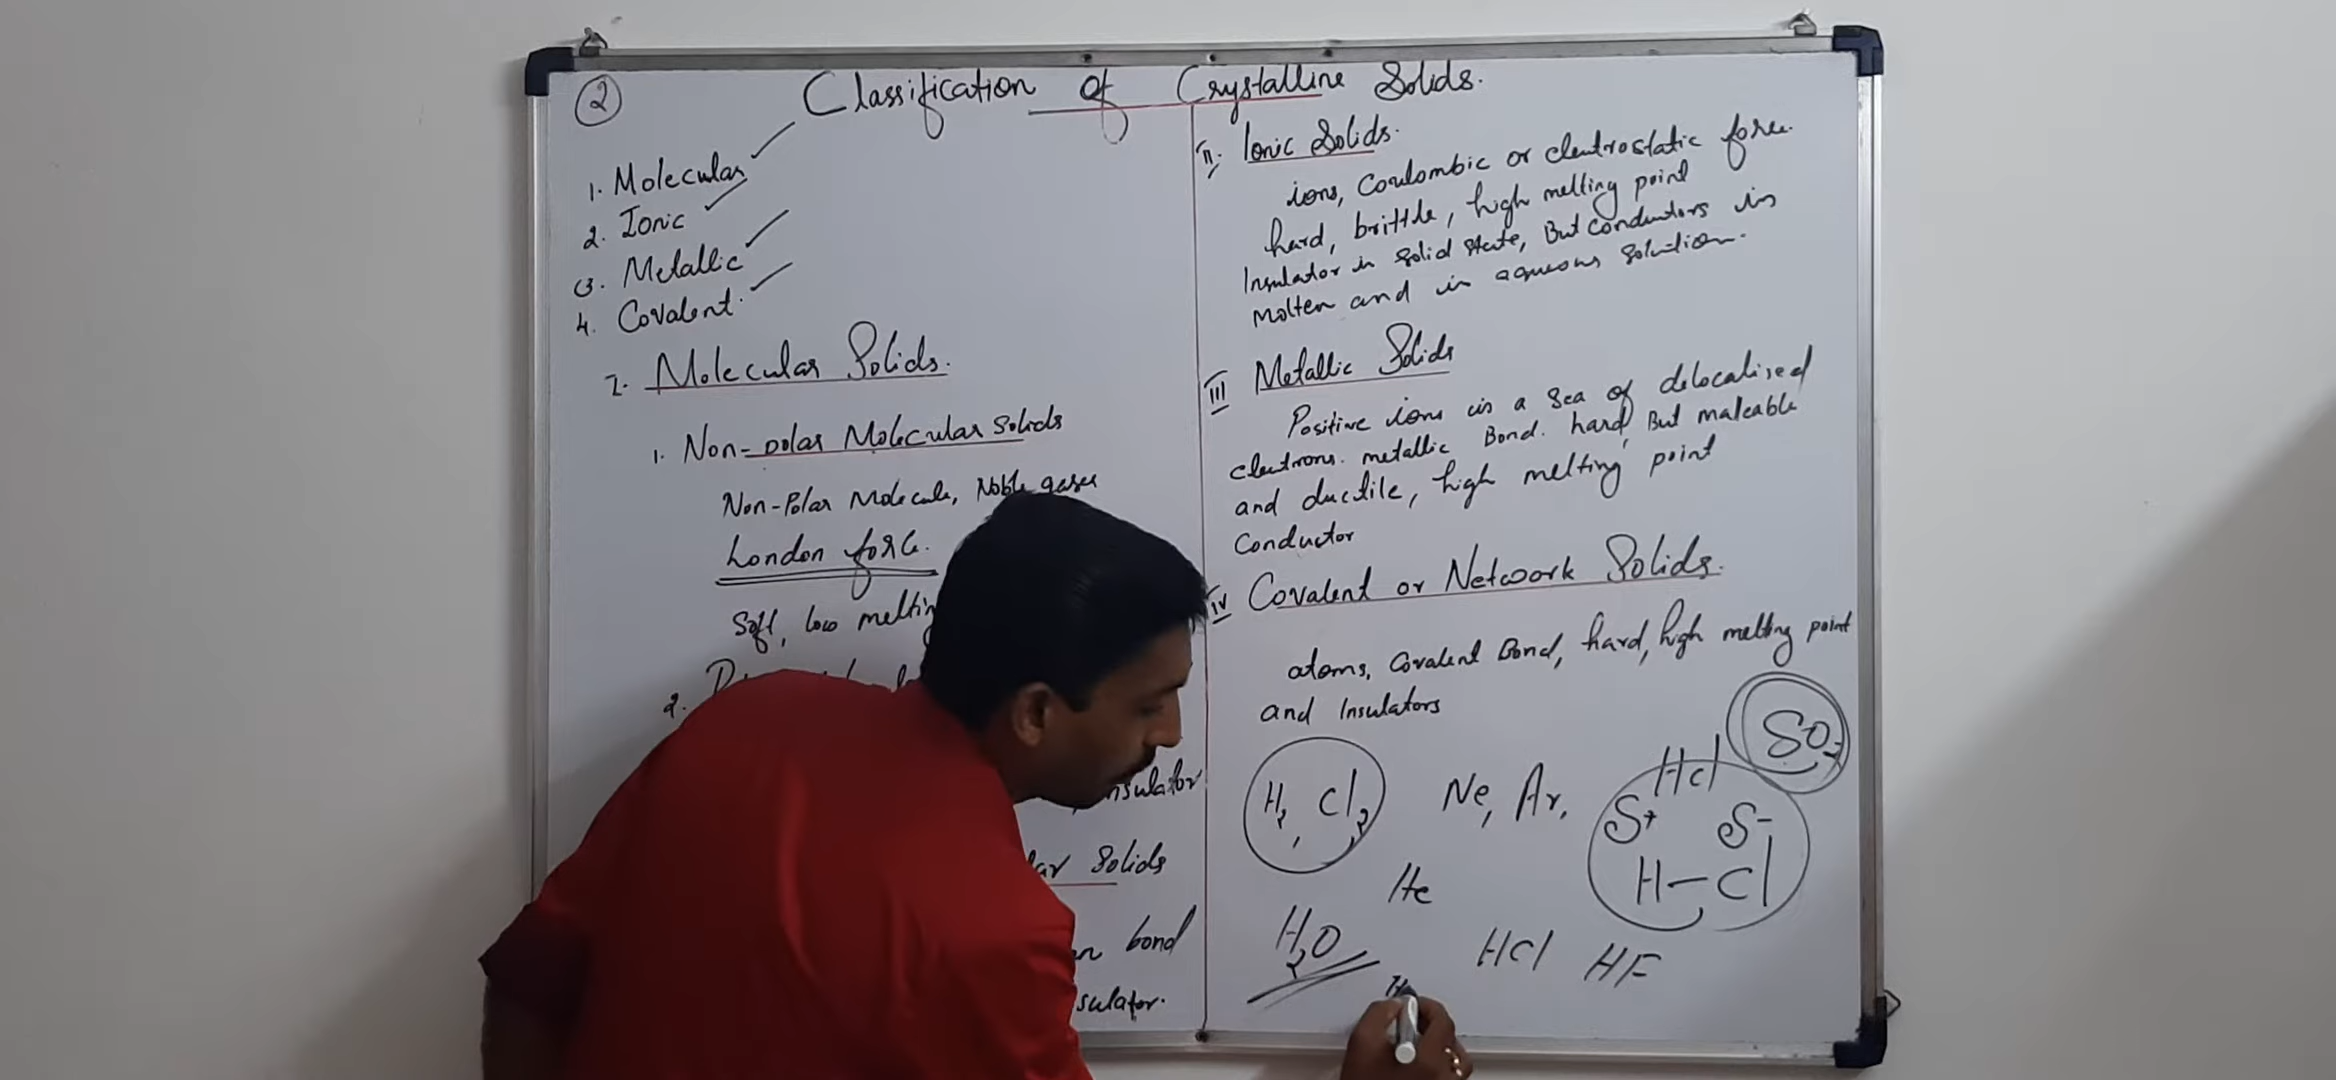 2
Classification of Crystalline Solids.
1. Molecular
2. Ionic
3. Metallic
4. Covalent.
I. Molecular Solids.
1. Non-polar Molecular Solids
Non-Polar Molecule, Noble gases
London force.
Soft, low melting
2.
insulator
Solids
bond
sulator.
II. Ionic Solids.
ions, Coulombic or electrostatic force.
hard, brittle, high melting point
Insulator in solid state, But conductors in
molten and in aqueous solution.
III Metallic Solids
Positive ions in a sea of delocalised
electrons. metallic Bond. hard, But maleable
and ductile, high melting point
Conductor
IV Covalent or Network Solids.
atoms, Covalent Bond, hard, high melting point
and Insulators
SO2
H2, Cl2, Ne, Ar, HCl
S+ S-
H-Cl
He
H2O HCl HF